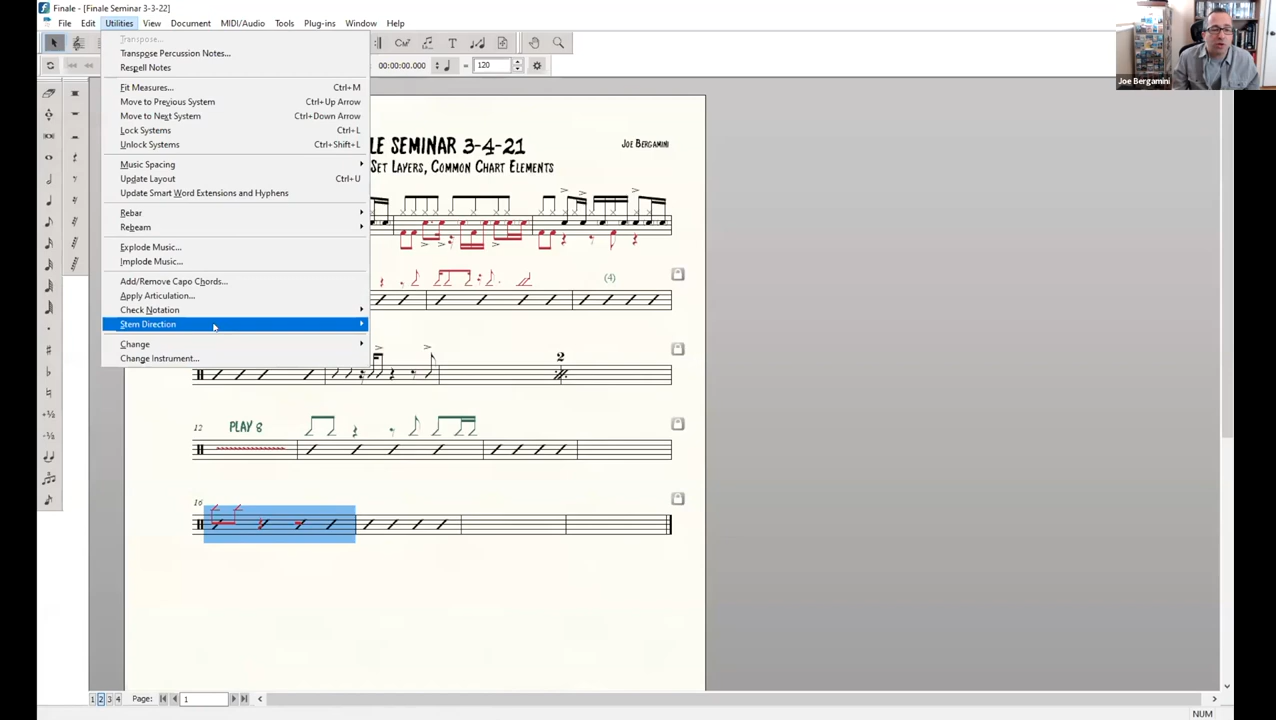 Finale - [Finale Seminar 3-3-22]
File Edit Utilities View Document MIDI/Audio Tools Plug-ins Window Help
Transpose...
Transpose Percussion Notes...
Respell Notes
Fit Measures... Ctrl+M
Move to Previous System Ctrl+Up Arrow
Move to Next System Ctrl+Down Arrow
Lock Systems Ctrl+L
Unlock Systems Ctrl+Shift+L
Music Spacing
Update Layout Ctrl+U
Update Smart Word Extensions and Hyphens
Rebar
Rebeam
Explode Music...
Implode Music...
Add/Remove Capo Chords...
Apply Articulation...
Check Notation
Stem Direction
Change
Change Instrument...
00:00:00.000 = 120
Joe Bergamini
LE SEMINAR 3-4-21
Joe Bergamini
Set Layers, Common Chart Elements
(4)
2
12 PLAY 8
16
1 2 3 4 Page: 1
NUM